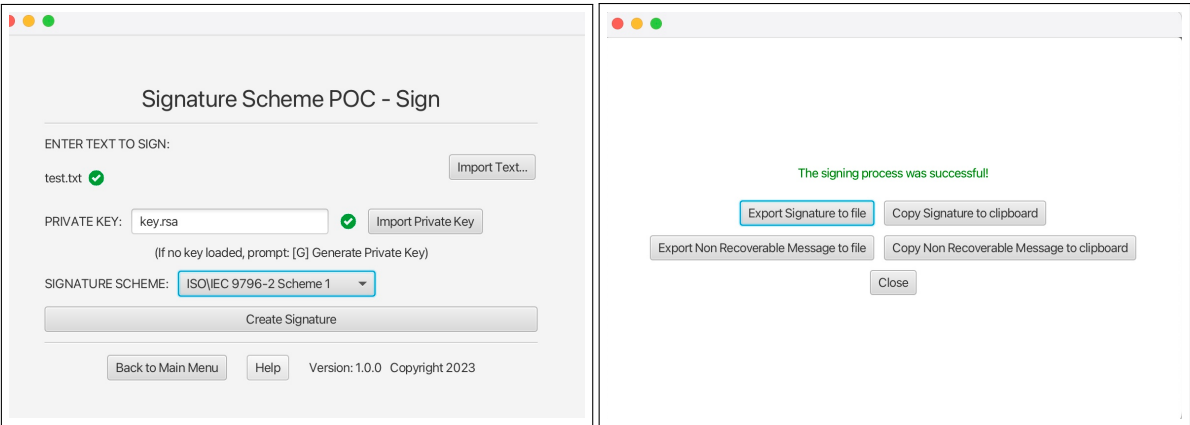 Signature Scheme POC - Sign
ENTER TEXT TO SIGN:
Import Text...
test.txt
PRIVATE KEY: key.rsa Import Private Key
(If no key loaded, prompt: [G] Generate Private Key)
SIGNATURE SCHEME: ISO\IEC 9796-2 Scheme 1
Create Signature
Back to Main Menu Help Version: 1.0.0 Copyright 2023
The signing process was successful!
Export Signature to file Copy Signature to clipboard
Export Non Recoverable Message to file Copy Non Recoverable Message to clipboard
Close